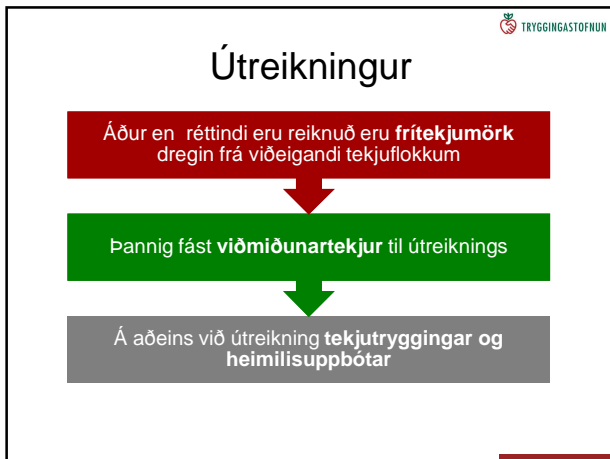 TRYGGINGASTOFNUN
Útreikningur
Áður en réttindi eru reiknuð eru frítekjumörk
dregin frá viðeigandi tekjuflokkum
Þannig fást viðmiðunartekjur til útreiknings
Á aðeins við útreikning tekjutryggingar og
heimilisuppbótar